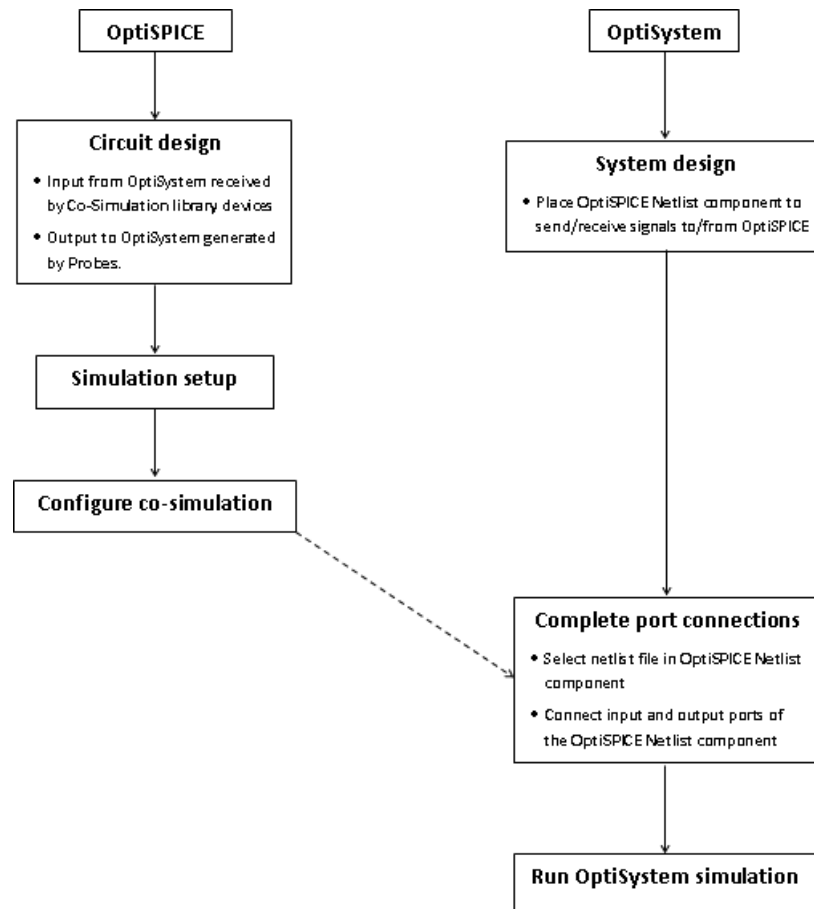 OptiSPICE
Circuit design
• Input from OptiSystem received
by Co-Simulation library devices
• Output to OptiSystem generated
by Probes.
Simulation setup
Configure co-simulation
OptiSystem
System design
• Place OptiSPICE Netlist component to
send/receive signals to/from OptiSPICE
Complete port connections
• Select netlist file in OptiSPICE Netlist
component
• Connect input and output ports of
the OptiSPICE Netlist component
Run OptiSystem simulation